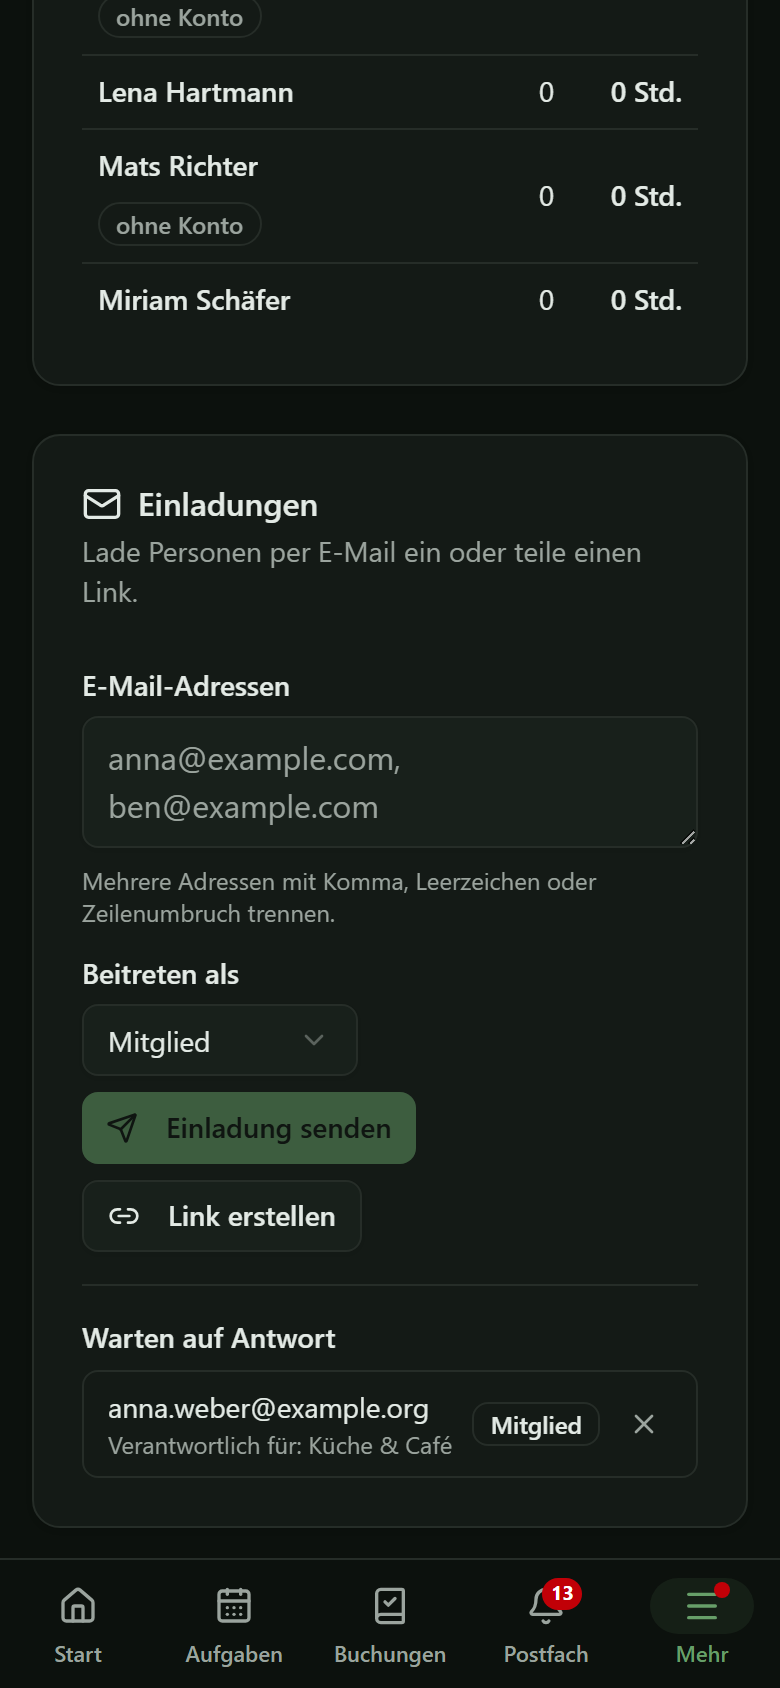 ohne Konto
Lena Hartmann 0 0 Std.
Mats Richter
ohne Konto 0 0 Std.
Miriam Schäfer 0 0 Std.
Einladungen
Lade Personen per E-Mail ein oder teile einen
Link.
E-Mail-Adressen
anna@example.com,
ben@example.com
Mehrere Adressen mit Komma, Leerzeichen oder
Zeilenumbruch trennen.
Beitreten als
Mitglied
Einladung senden
Link erstellen
Warten auf Antwort
anna.weber@example.org
Verantwortlich für: Küche & Café
Mitglied
13
Start Aufgaben Buchungen Postfach Mehr